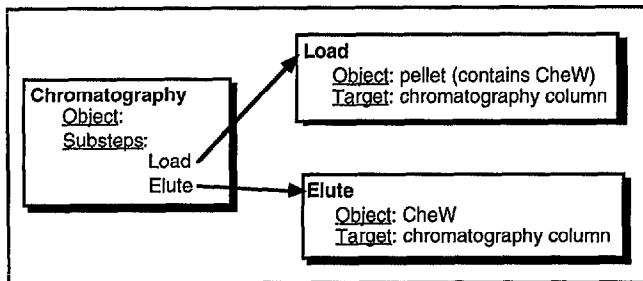 Chromatography
Object:
Substeps:
Load
Elute
Load
Object: pellet (contains CheW)
Target: chromatography column
Elute
Object: CheW
Target: chromatography column